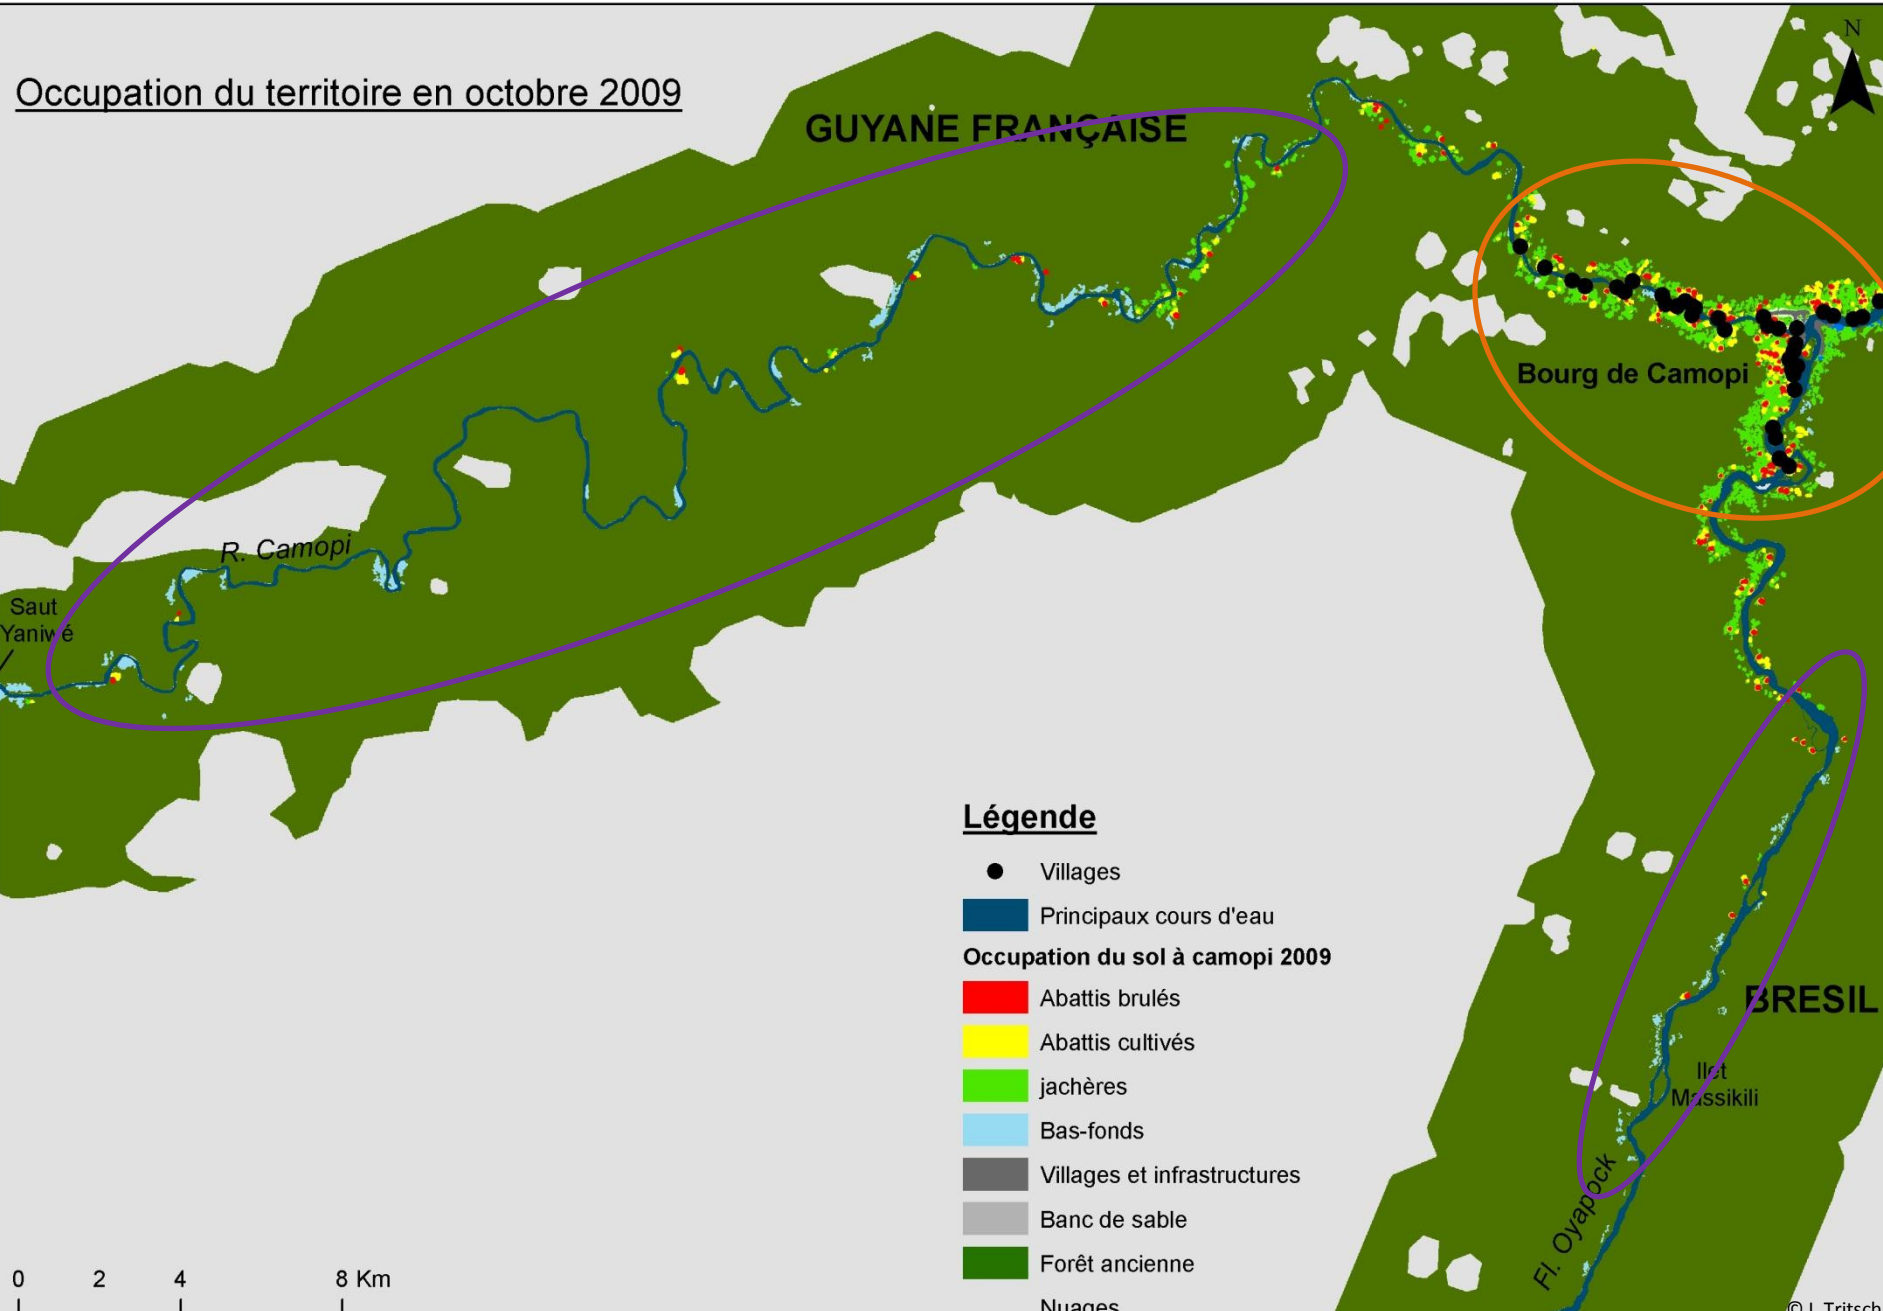 N
Occupation du territoire en octobre 2009
GUYANE FRANÇAISE
Bourg de Camopi
R. Camopi
Saut
Yaniwé
Légende
Villages
Principaux cours d'eau
Occupation du sol à camopi 2009
Abattis brulés
Abattis cultivés
jachères
Bas-fonds
Villages et infrastructures
Banc de sable
Forêt ancienne
Nuages
BRESIL
Ilet
Massikili
Fl. Oyapock
0 2 4 8 Km
© J. Tritsch